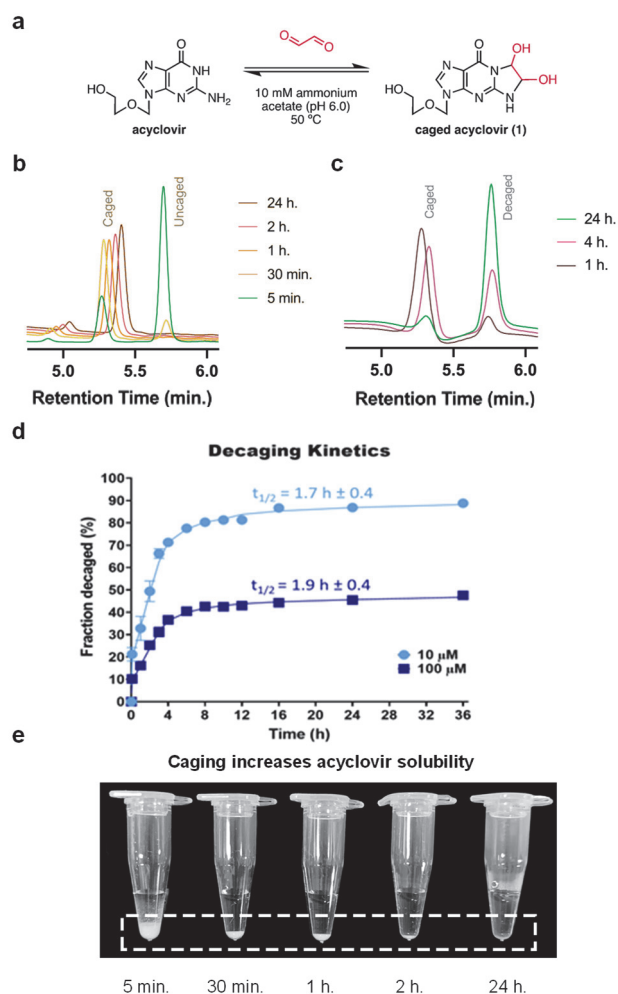 a
O
N
NH
N
N
NH2
HO
O
acyclovir
O
O
10 mM ammonium
acetate (pH 6.0)
50 °C
O
OH
N
N
OH
N
N
N
H
HO
O
caged acyclovir (1)
b
Caged
Uncaged
24 h.
2 h.
1 h.
30 min.
5 min.
5.0 5.5 6.0
Retention Time (min.)
c
Caged
Decaged
24 h.
4 h.
1 h.
5.0 5.5 6.0
Retention Time (min.)
d
Decaging Kinetics
Fraction decaged (%)
100
90
80
70
60
50
40
30
20
10
0
t1/2 = 1.7 h ± 0.4
t1/2 = 1.9 h ± 0.4
10 μM
100 μM
0 4 8 12 16 20 24 28 32 36
Time (h)
e
Caging increases acyclovir solubility
5 min. 30 min. 1 h. 2 h. 24 h.